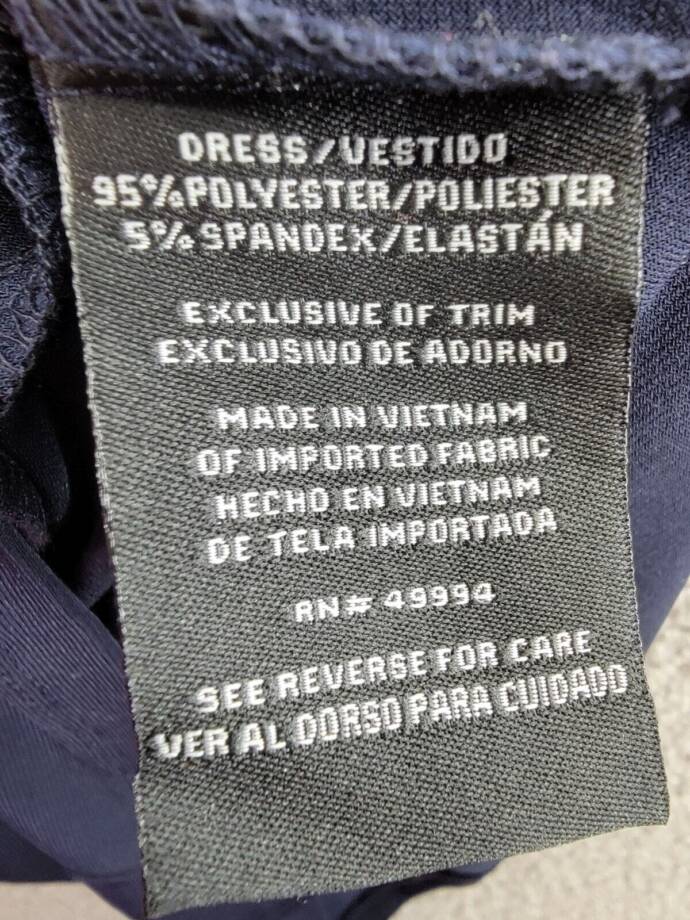 DRESS/VESTIDO
95%POLYESTER/POLIESTER
5%SPANDEX/ELASTÁN
EXCLUSIVE OF TRIM
EXCLUSIVO DE ADORNO
MADE IN VIETNAM
OF IMPORTED FABRIC
HECHO EN VIETNAM
DE TELA IMPORTADA
RN# 49994
SEE REVERSE FOR CARE
VER AL DORSO PARA CUIDADO